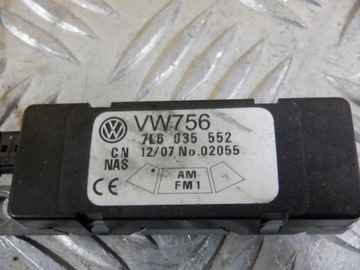 VW756
7L6 035 552
CN 12/07 No.02055
NAS
AM
FM1
CE